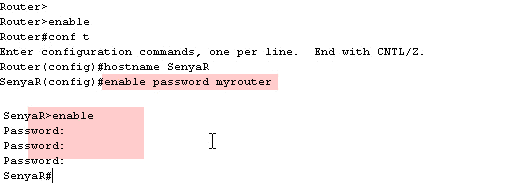 Router>
Router>enable
Router#conf t
Enter configuration commands, one per line.  End with CNTL/Z.
Router(config)#hostname SenyaR
SenyaR(config)#enable password myrouter
SenyaR>enable
Password:
Password:
Password:
SenyaR#